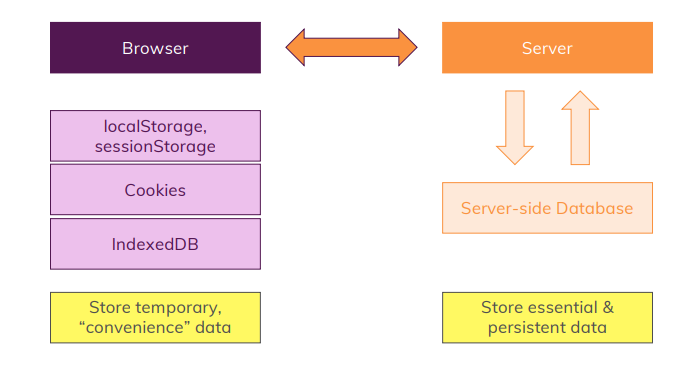 Browser
Server
localStorage,
sessionStorage
Cookies
Server-side Database
IndexedDB
Store temporary,
“convenience” data
Store essential &
persistent data